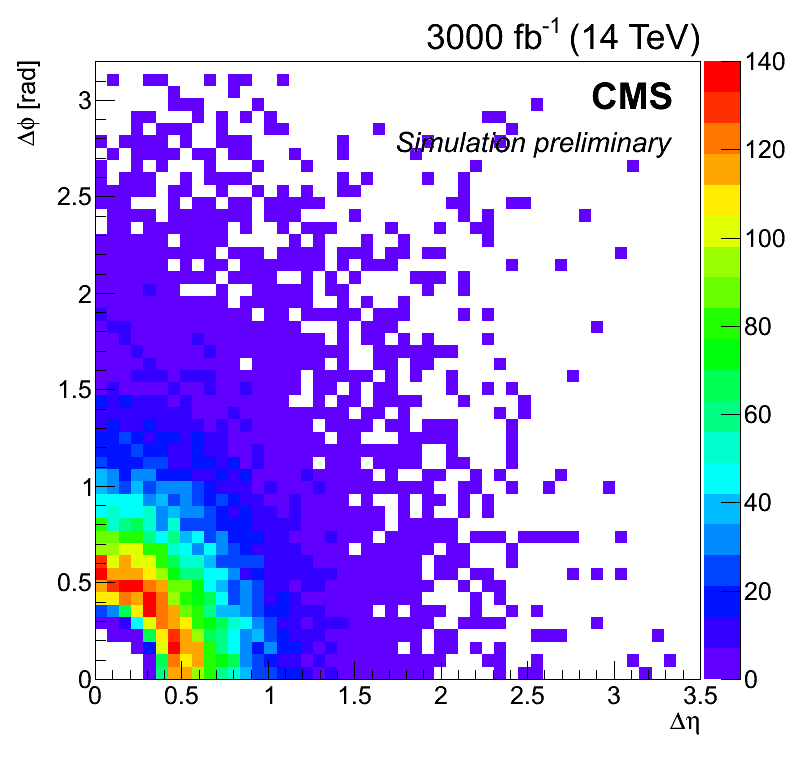 3000 fb-1 (14 TeV)
CMS
Simulation preliminary
Δϕ [rad]
3
2.5
2
1.5
1
0.5
0
0 0.5 1 1.5 2 2.5 3 3.5
Δη
140
120
100
80
60
40
20
0